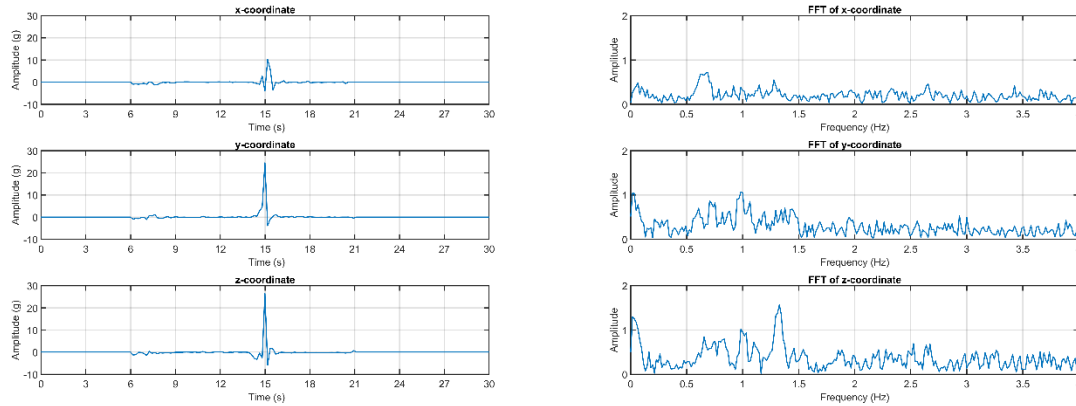 x-coordinate
Amplitude (g)
30
20
10
0
-10
0 3 6 9 12 15 18 21 24 27 30
Time (s)
FFT of x-coordinate
Amplitude
2
1
0
0 0.5 1 1.5 2 2.5 3 3.5
Frequency (Hz)
y-coordinate
Amplitude (g)
30
20
10
0
-10
0 3 6 9 12 15 18 21 24 27 30
Time (s)
FFT of y-coordinate
Amplitude
2
1
0
0 0.5 1 1.5 2 2.5 3 3.5
Frequency (Hz)
z-coordinate
Amplitude (g)
30
20
10
0
-10
0 3 6 9 12 15 18 21 24 27 30
Time (s)
FFT of z-coordinate
Amplitude
2
1
0
0 0.5 1 1.5 2 2.5 3 3.5
Frequency (Hz)